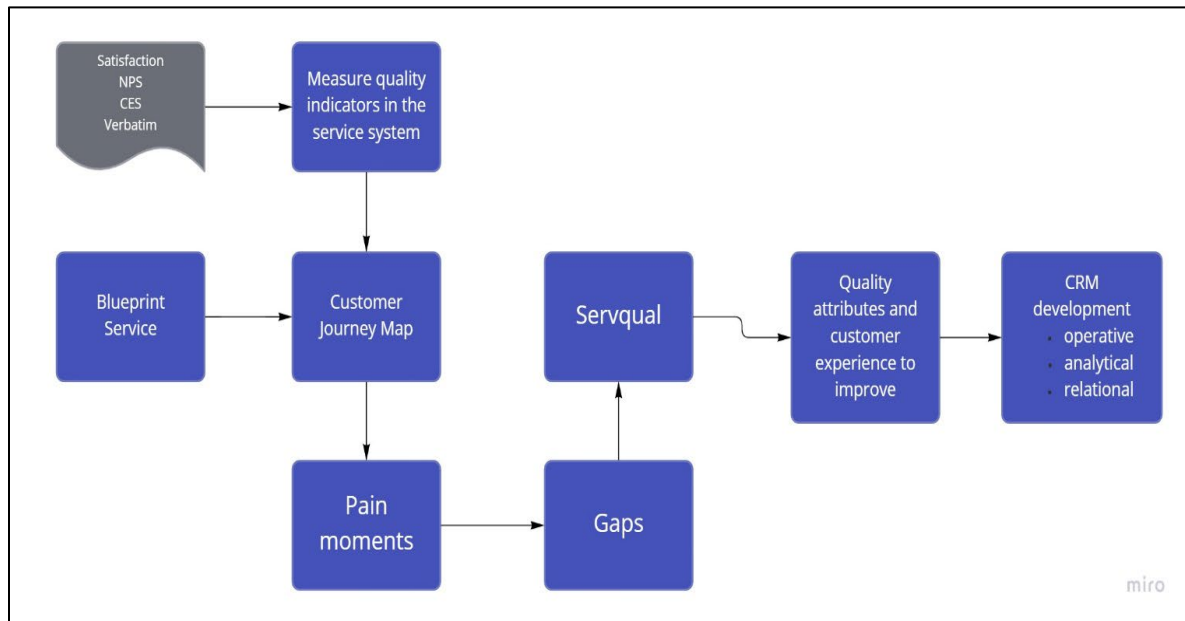 Satisfaction
NPS
CES
Verbatim
Measure quality
indicators in the
service system
Blueprint
Service
Customer
Journey Map
Servqual
Quality
attributes and
customer
experience to
improve
CRM
development
• operative
• analytical
• relational
Pain
moments
Gaps
miro